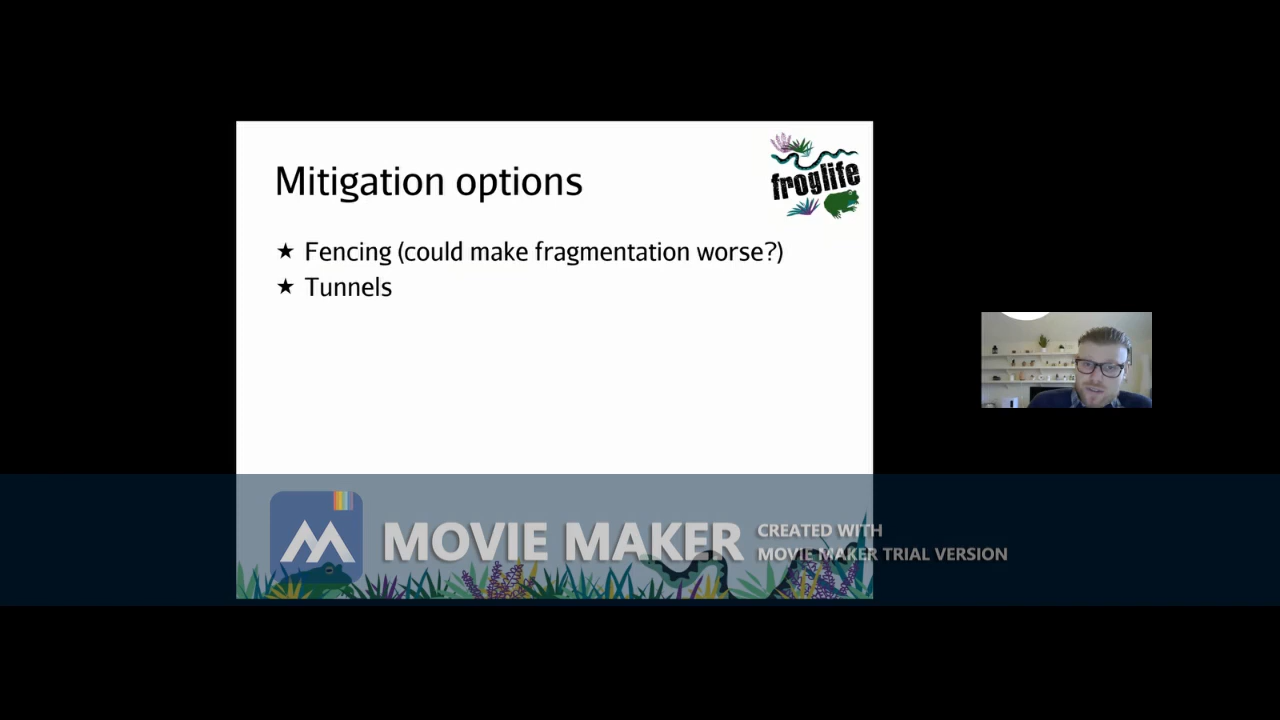 froglife
Mitigation options
★ Fencing (could make fragmentation worse?)
★ Tunnels
MOVIE MAKER
CREATED WITH
MOVIE MAKER TRIAL VERSION